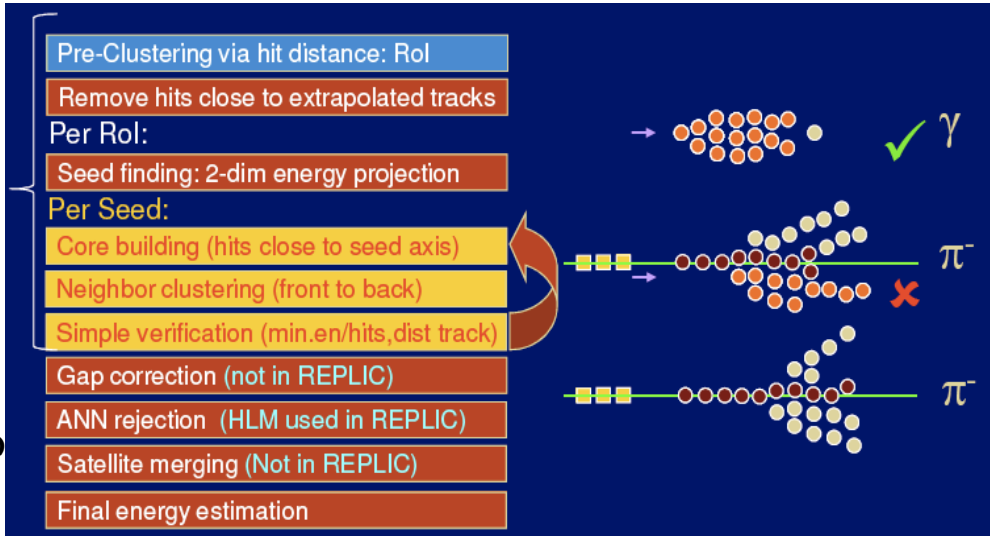 Pre-Clustering via hit distance: RoI
Remove hits close to extrapolated tracks
Per RoI:
Seed finding: 2-dim energy projection
Per Seed:
Core building (hits close to seed axis)
Neighbor clustering (front to back)
Simple verification (min.en/hits,dist track)
Gap correction (not in REPLIC)
ANN rejection (HLM used in REPLIC)
Satellite merging (Not in REPLIC)
Final energy estimation
γ
π-
π-